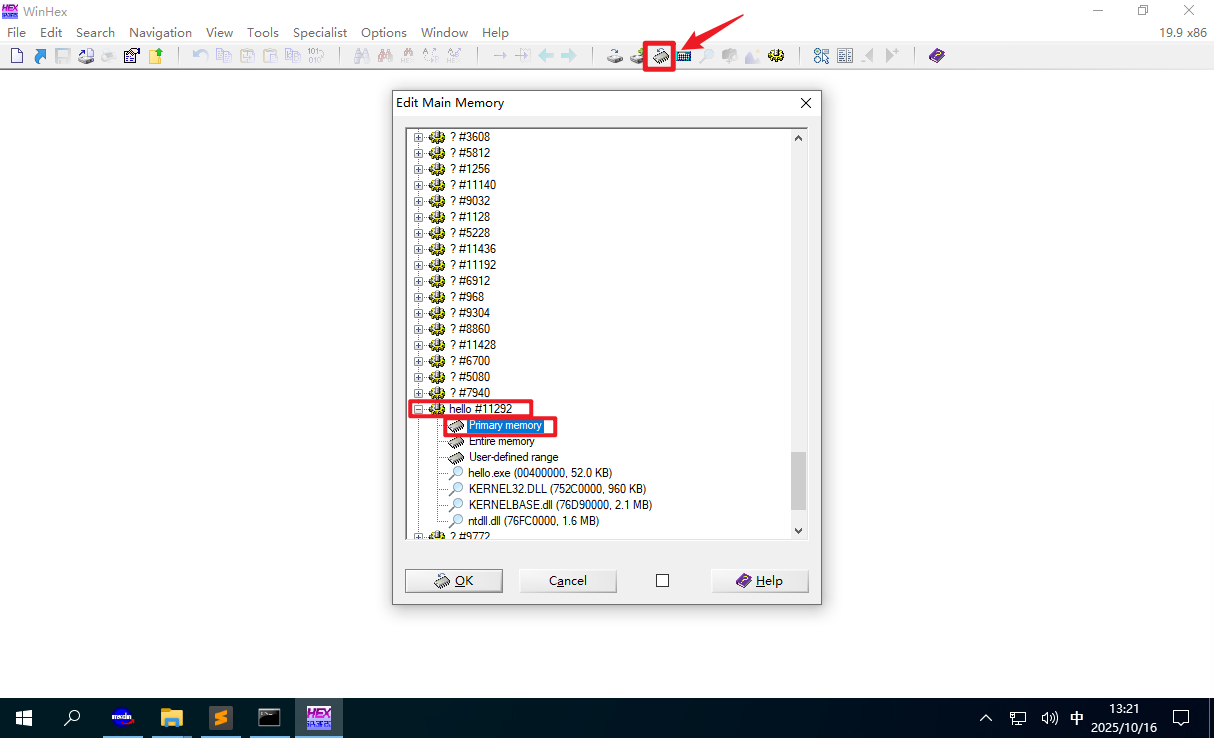 WinHex
File Edit Search Navigation View Tools Specialist Options Window Help 19.9 x86
Edit Main Memory
? #3608
? #5812
? #1256
? #11140
? #9032
? #1128
? #5228
? #11436
? #11192
? #6912
? #968
? #9304
? #8860
? #11428
? #6700
? #5080
? #7940
hello #11292
Primary memory
Entire memory
User-defined range
hello.exe (00400000, 52.0 KB)
KERNEL32.DLL (752C0000, 960 KB)
KERNELBASE.dll (76D90000, 2.1 MB)
ntdll.dll (76FC0000, 1.6 MB)
? #9772
OK Cancel Help
HEX
中
13:21
2025/10/16